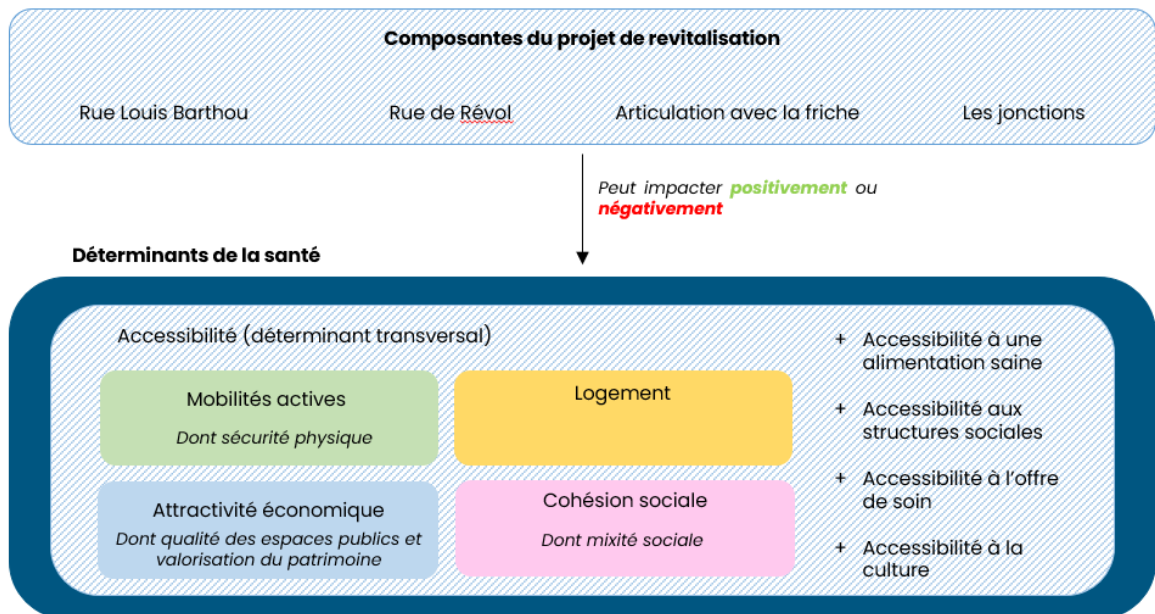 Composantes du projet de revitalisation
Rue Louis Barthou
Rue de Révol
Articulation avec la friche
Les jonctions
Peut impacter positivement ou
négativement
Déterminants de la santé
Accessibilité (déterminant transversal)
Mobilités actives
Dont sécurité physique
Logement
Attractivité économique
Dont qualité des espaces publics et
valorisation du patrimoine
Cohésion sociale
Dont mixité sociale
+ Accessibilité à une
alimentation saine
+ Accessibilité aux
structures sociales
+ Accessibilité à l’offre
de soin
+ Accessibilité à la
culture